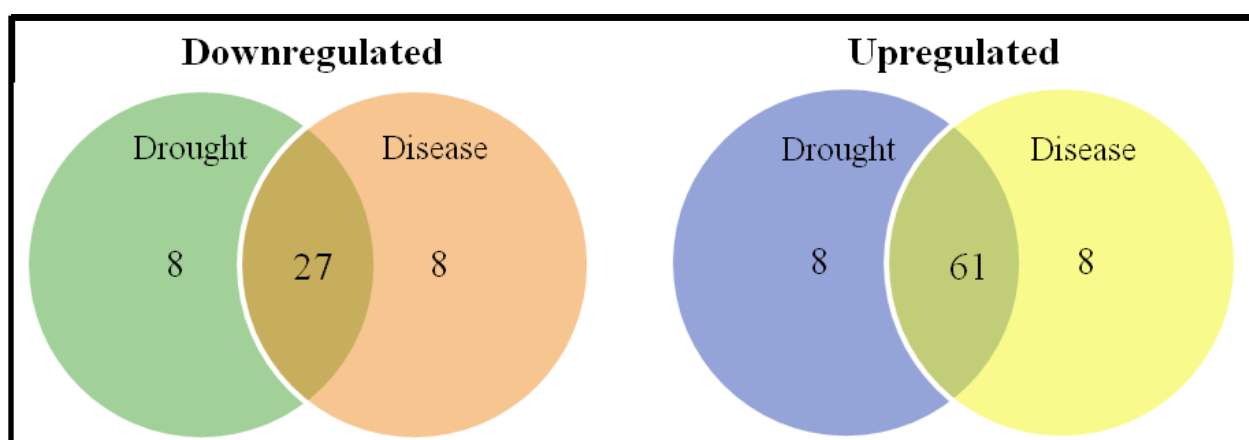 Downregulated
Drought
Disease
8
27
8
Upregulated
Drought
Disease
8
61
8